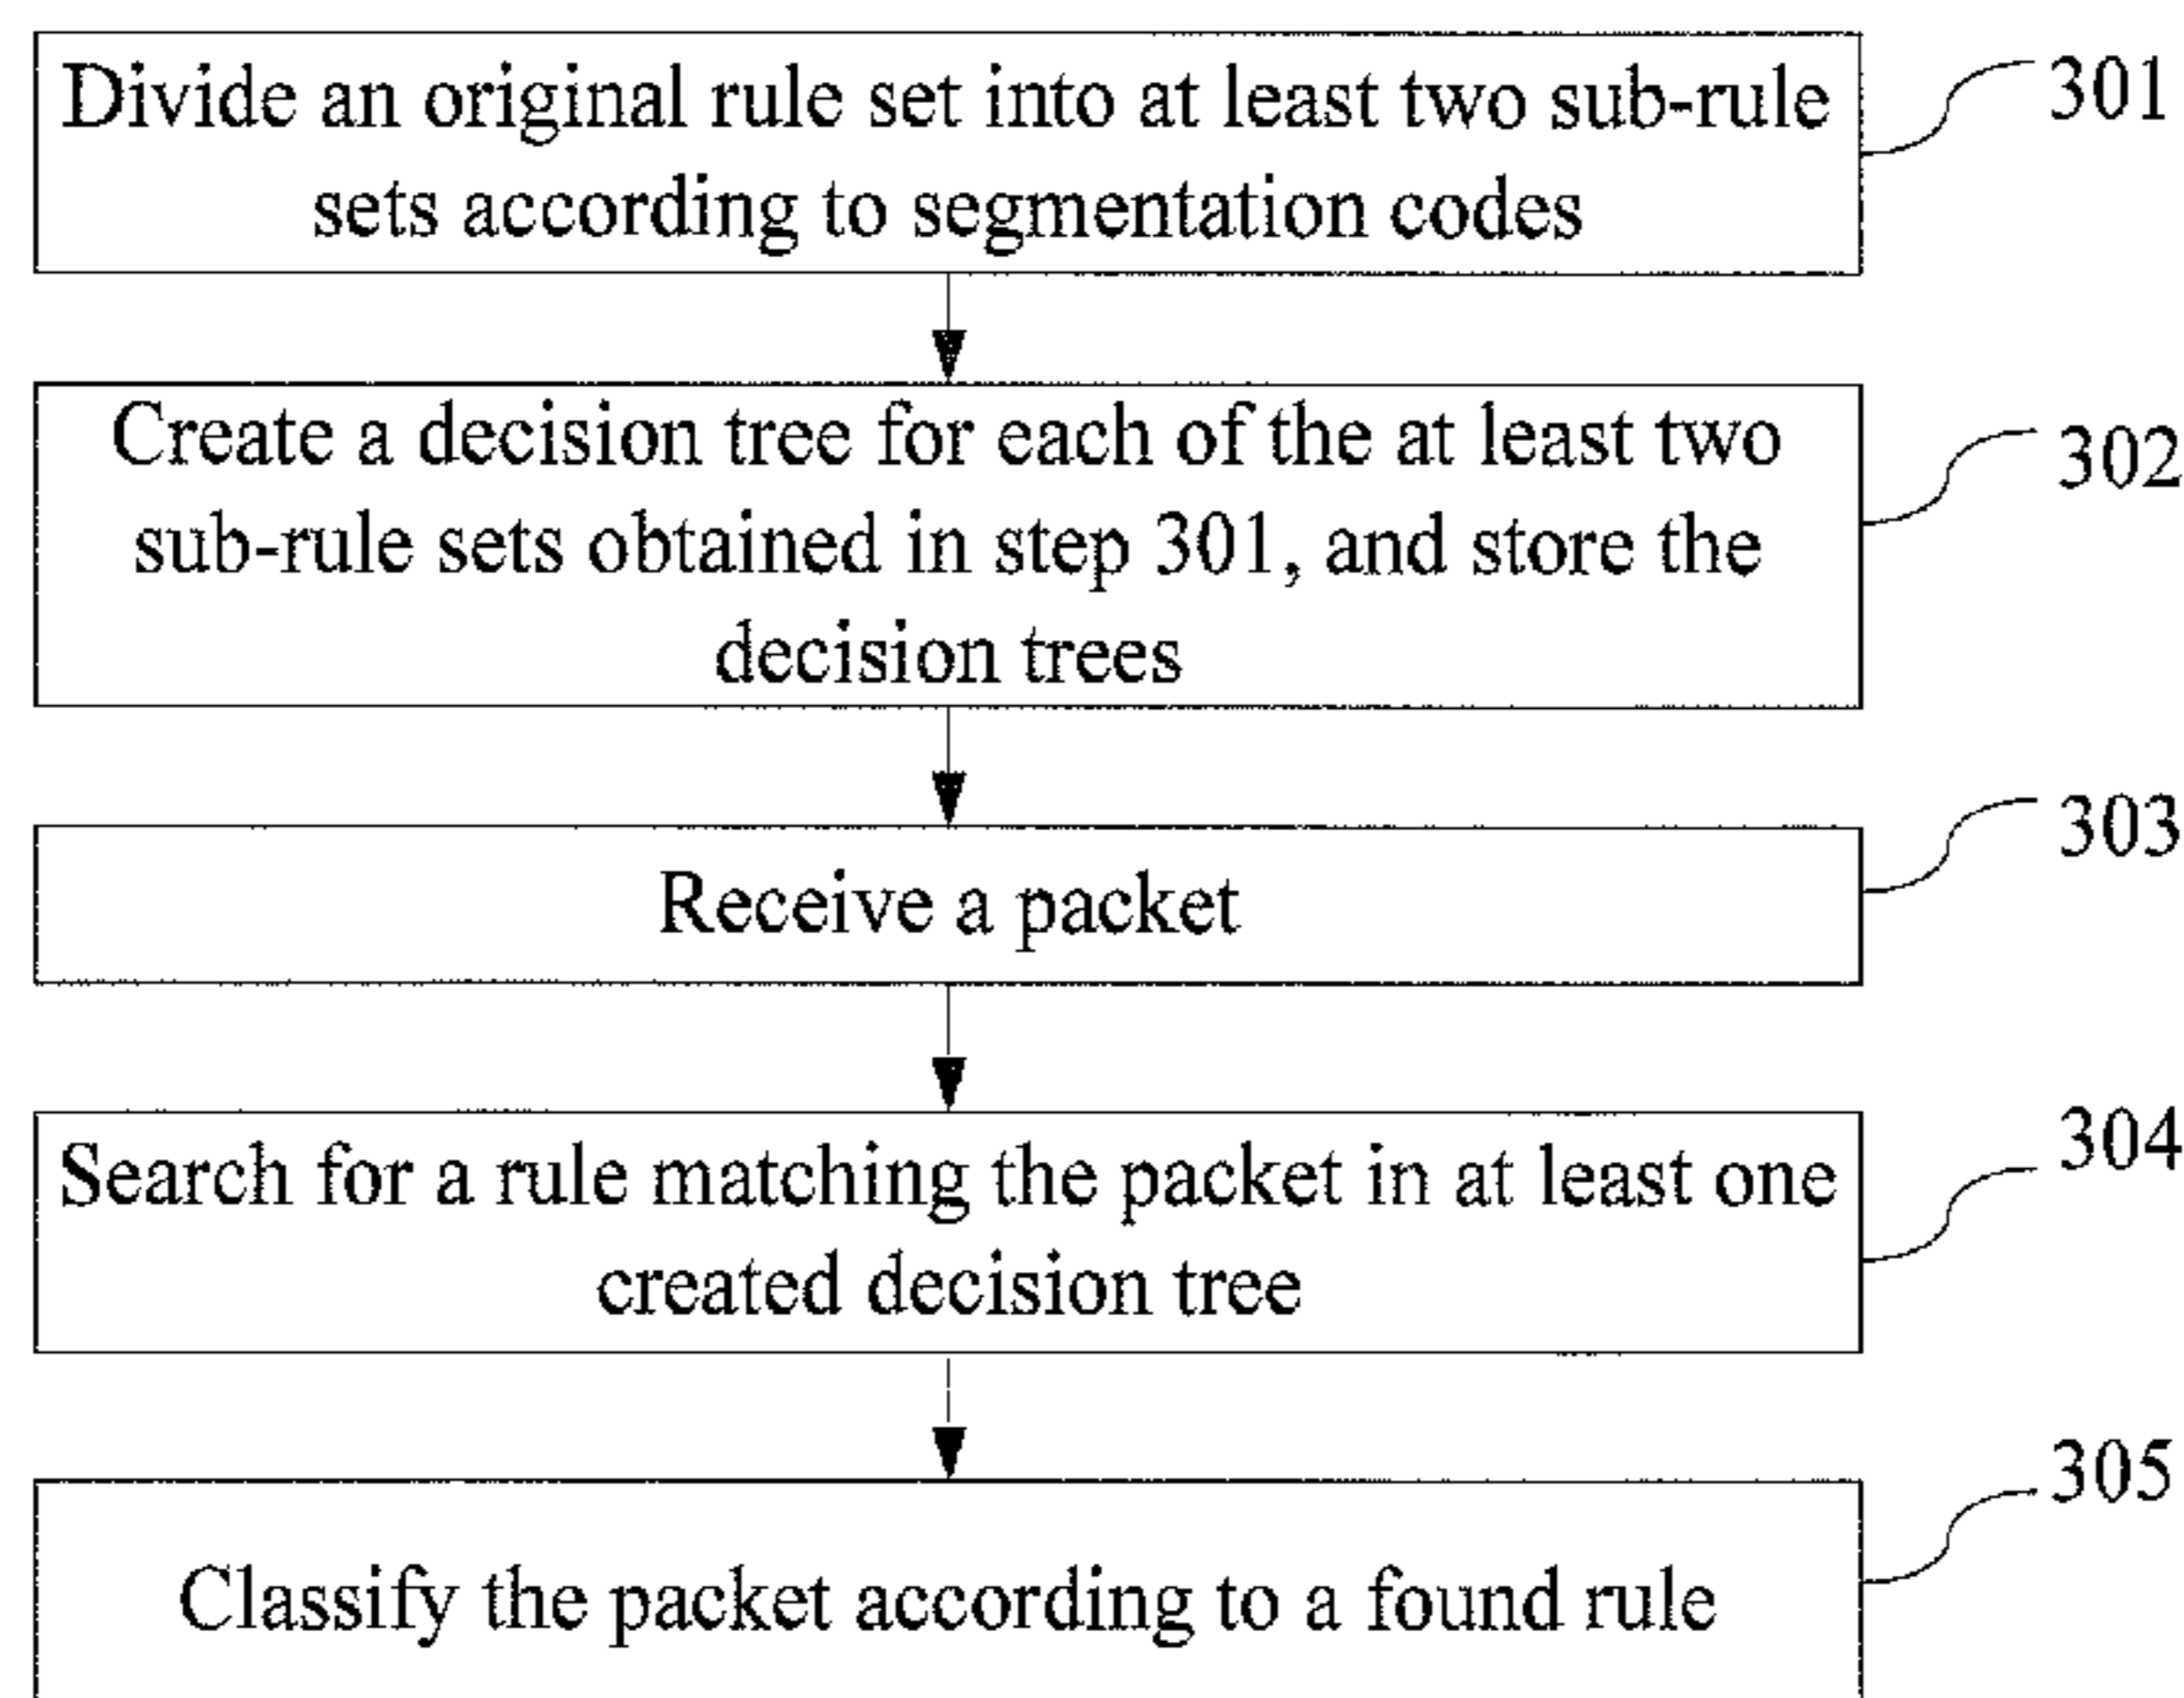 Divide an original rule set into at least two sub-rule
sets according to segmentation codes
301
Create a decision tree for each of the at least two
sub-rule sets obtained in step 301, and store the
decision trees
302
Receive a packet
303
Search for a rule matching the packet in at least one
created decision tree
304
Classify the packet according to a found rule
305